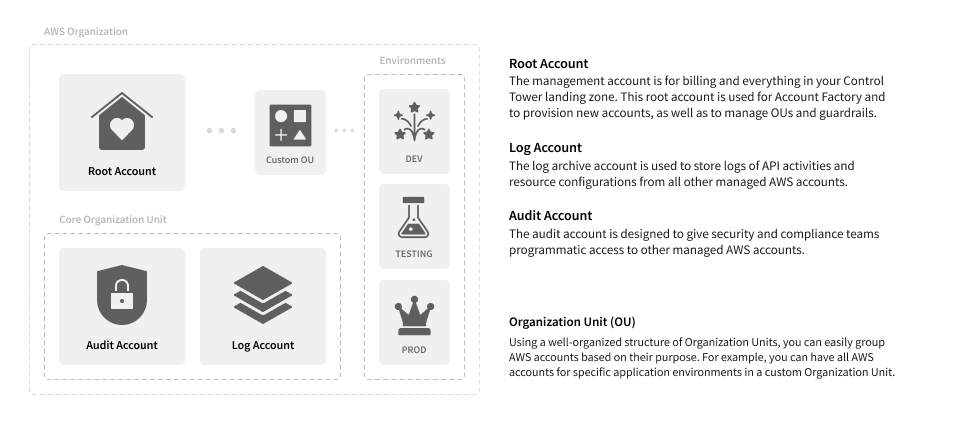 AWS Organization
Environments
Root Account
Custom OU
DEV
Core Organization Unit
TESTING
Audit Account
Log Account
PROD
Root Account
The management account is for billing and everything in your Control
Tower landing zone. This root account is used for Account Factory and
to provision new accounts, as well as to manage OUs and guardrails.
Log Account
The log archive account is used to store logs of API activities and
resource configurations from all other managed AWS accounts.
Audit Account
The audit account is designed to give security and compliance teams
programmatic access to other managed AWS accounts.
Organization Unit (OU)
Using a well-organized structure of Organization Units, you can easily group
AWS accounts based on their purpose. For example, you can have all AWS
accounts for specific application environments in a custom Organization Unit.